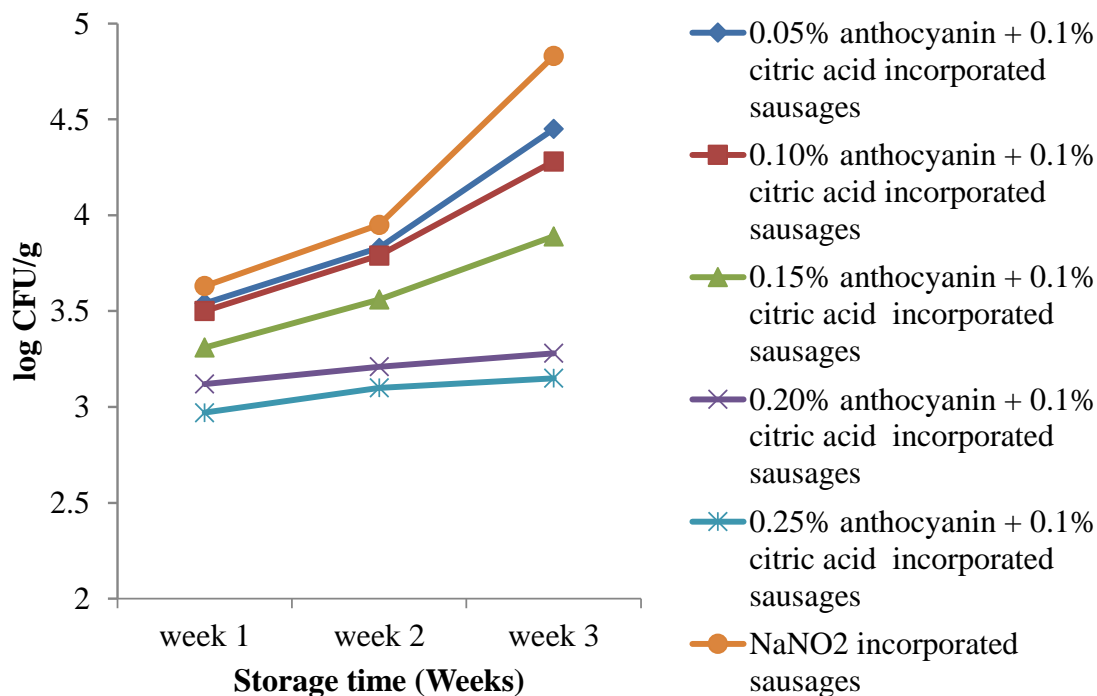 5
4.5
4
3.5
3
2.5
2
log CFU/g
week 1 week 2 week 3
Storage time (Weeks)
0.05% anthocyanin + 0.1%
citric acid incorporated
sausages
0.10% anthocyanin + 0.1%
citric acid incorporated
sausages
0.15% anthocyanin + 0.1%
citric acid incorporated
sausages
0.20% anthocyanin + 0.1%
citric acid incorporated
sausages
0.25% anthocyanin + 0.1%
citric acid incorporated
sausages
NaNO2 incorporated
sausages